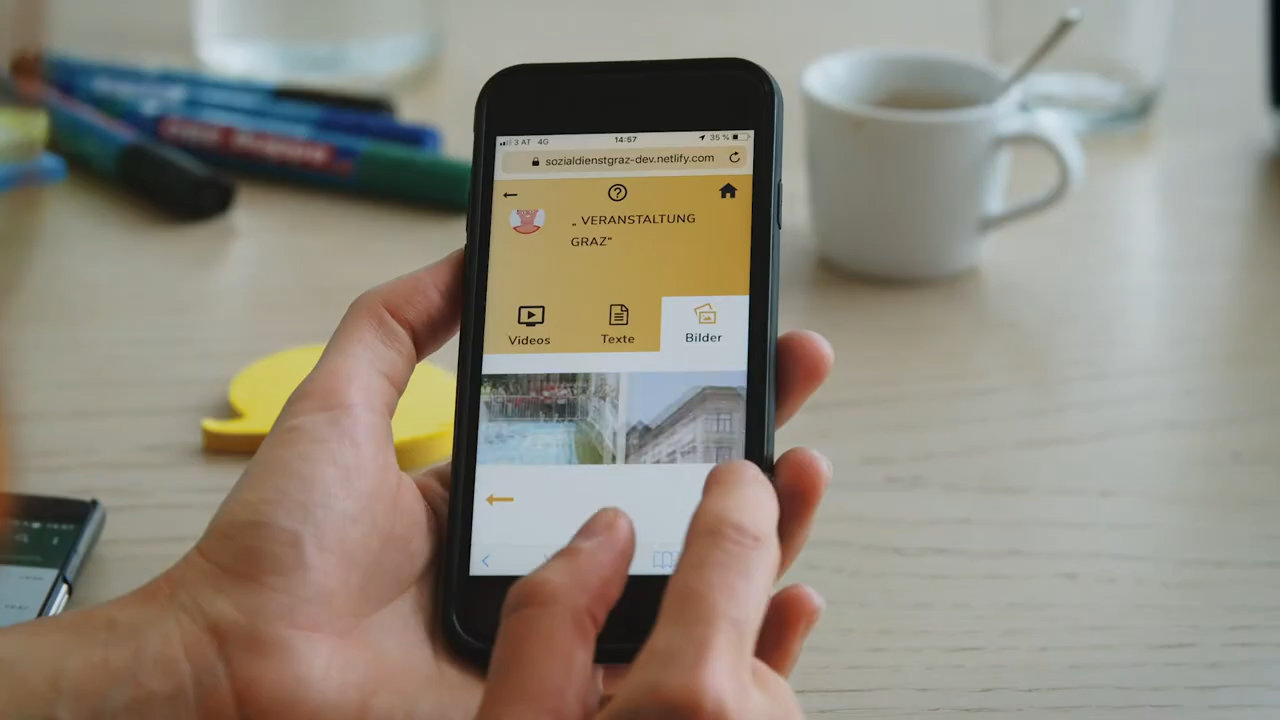 3 AT 4G 14:57 35 %
sozialdienstgraz-dev.netlify.com
?
„ VERANSTALTUNG
GRAZ“
Videos Texte Bilder